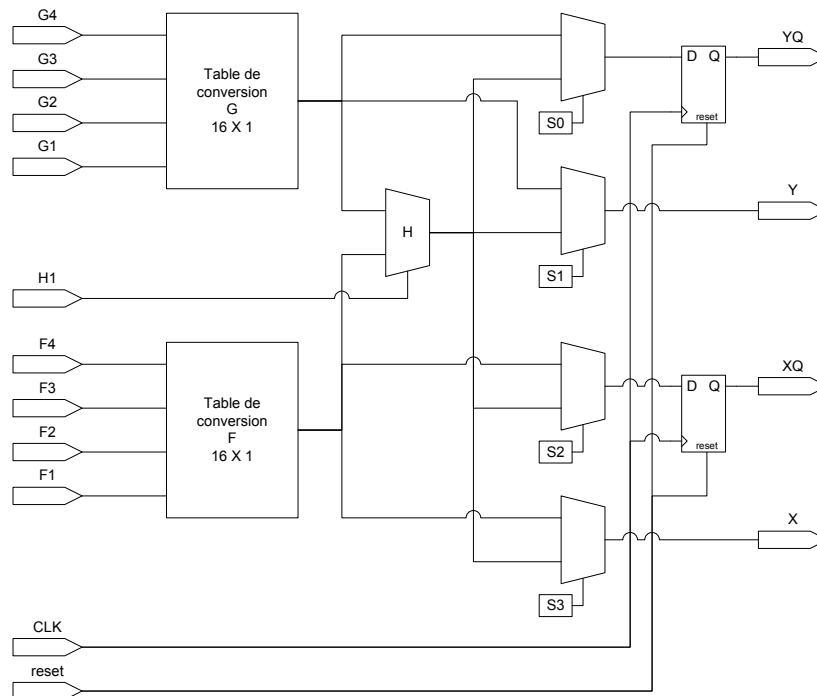 G4
G3
G2
G1
Table de
conversion
G
16 X 1
S0
D Q
reset
YQ
H
S1
Y
H1
F4
F3
F2
F1
Table de
conversion
F
16 X 1
S2
D Q
reset
XQ
S3
X
CLK
reset